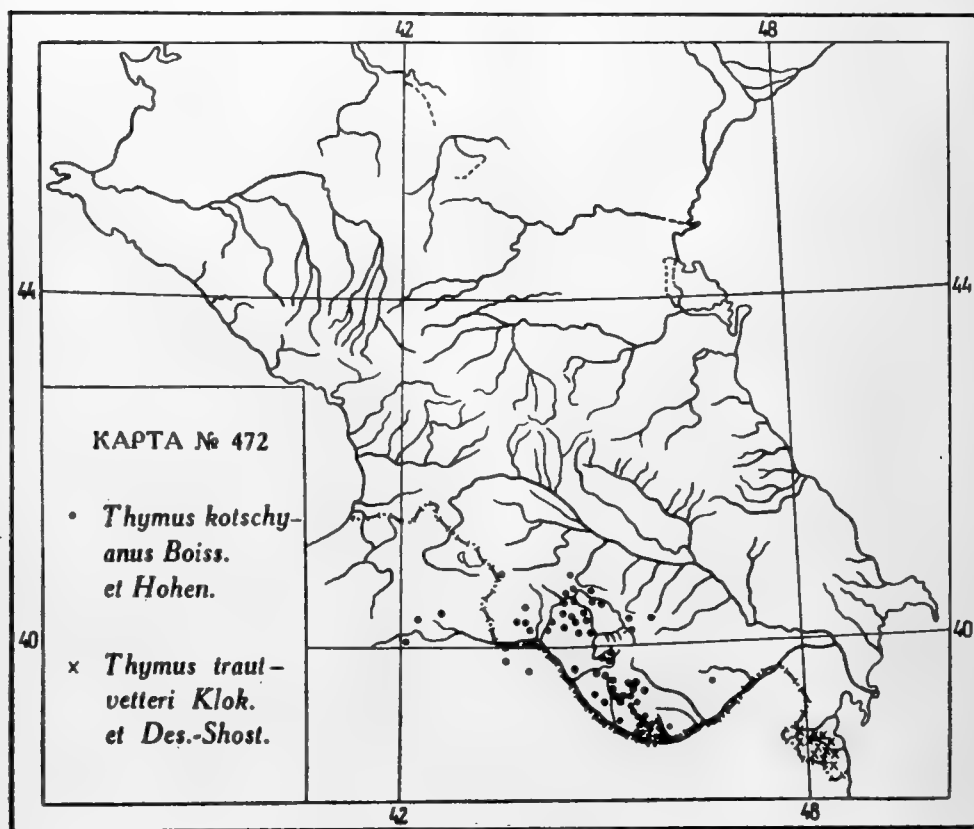 42
48
44
44
КАРТА № 472
• Thymus kotschy-
anus Boiss.
et Hohen.
40
40
× Thymus traut-
vetteri Klok.
et Des.-Shost.
42
48